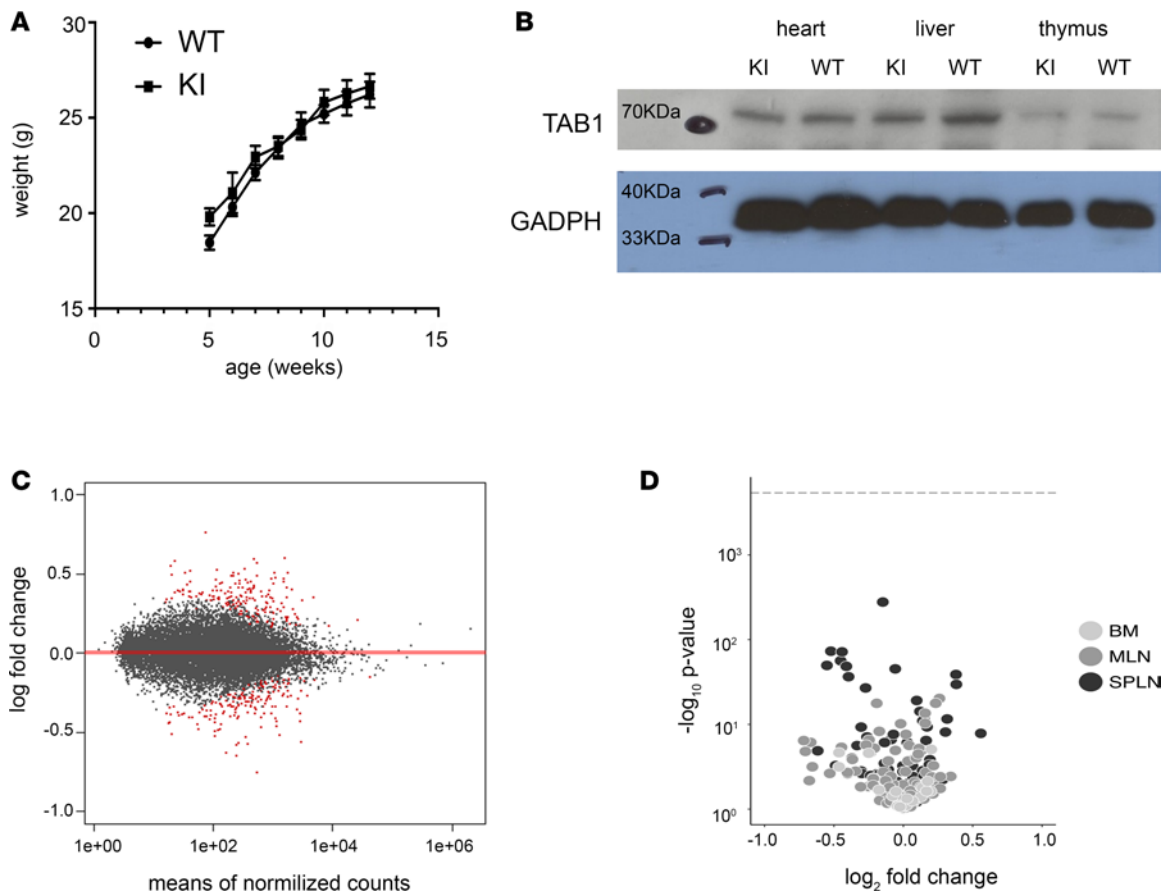 A
WT
KI
30
25
20
15
weight (g)
0
5
10
15
age (weeks)
B
heart
liver
thymus
KI
WT
KI
WT
KI
WT
TAB1
70KDa
GADPH
40KDa
33KDa
C
1.0
0.5
0.0
-0.5
-1.0
log fold change
1e+00
1e+02
1e+04
1e+06
means of normilized counts
D
10³
10²
10¹
10⁰
-log₁₀ p-value
-1.0
-0.5
0.0
0.5
1.0
log₂ fold change
BM
MLN
SPLN